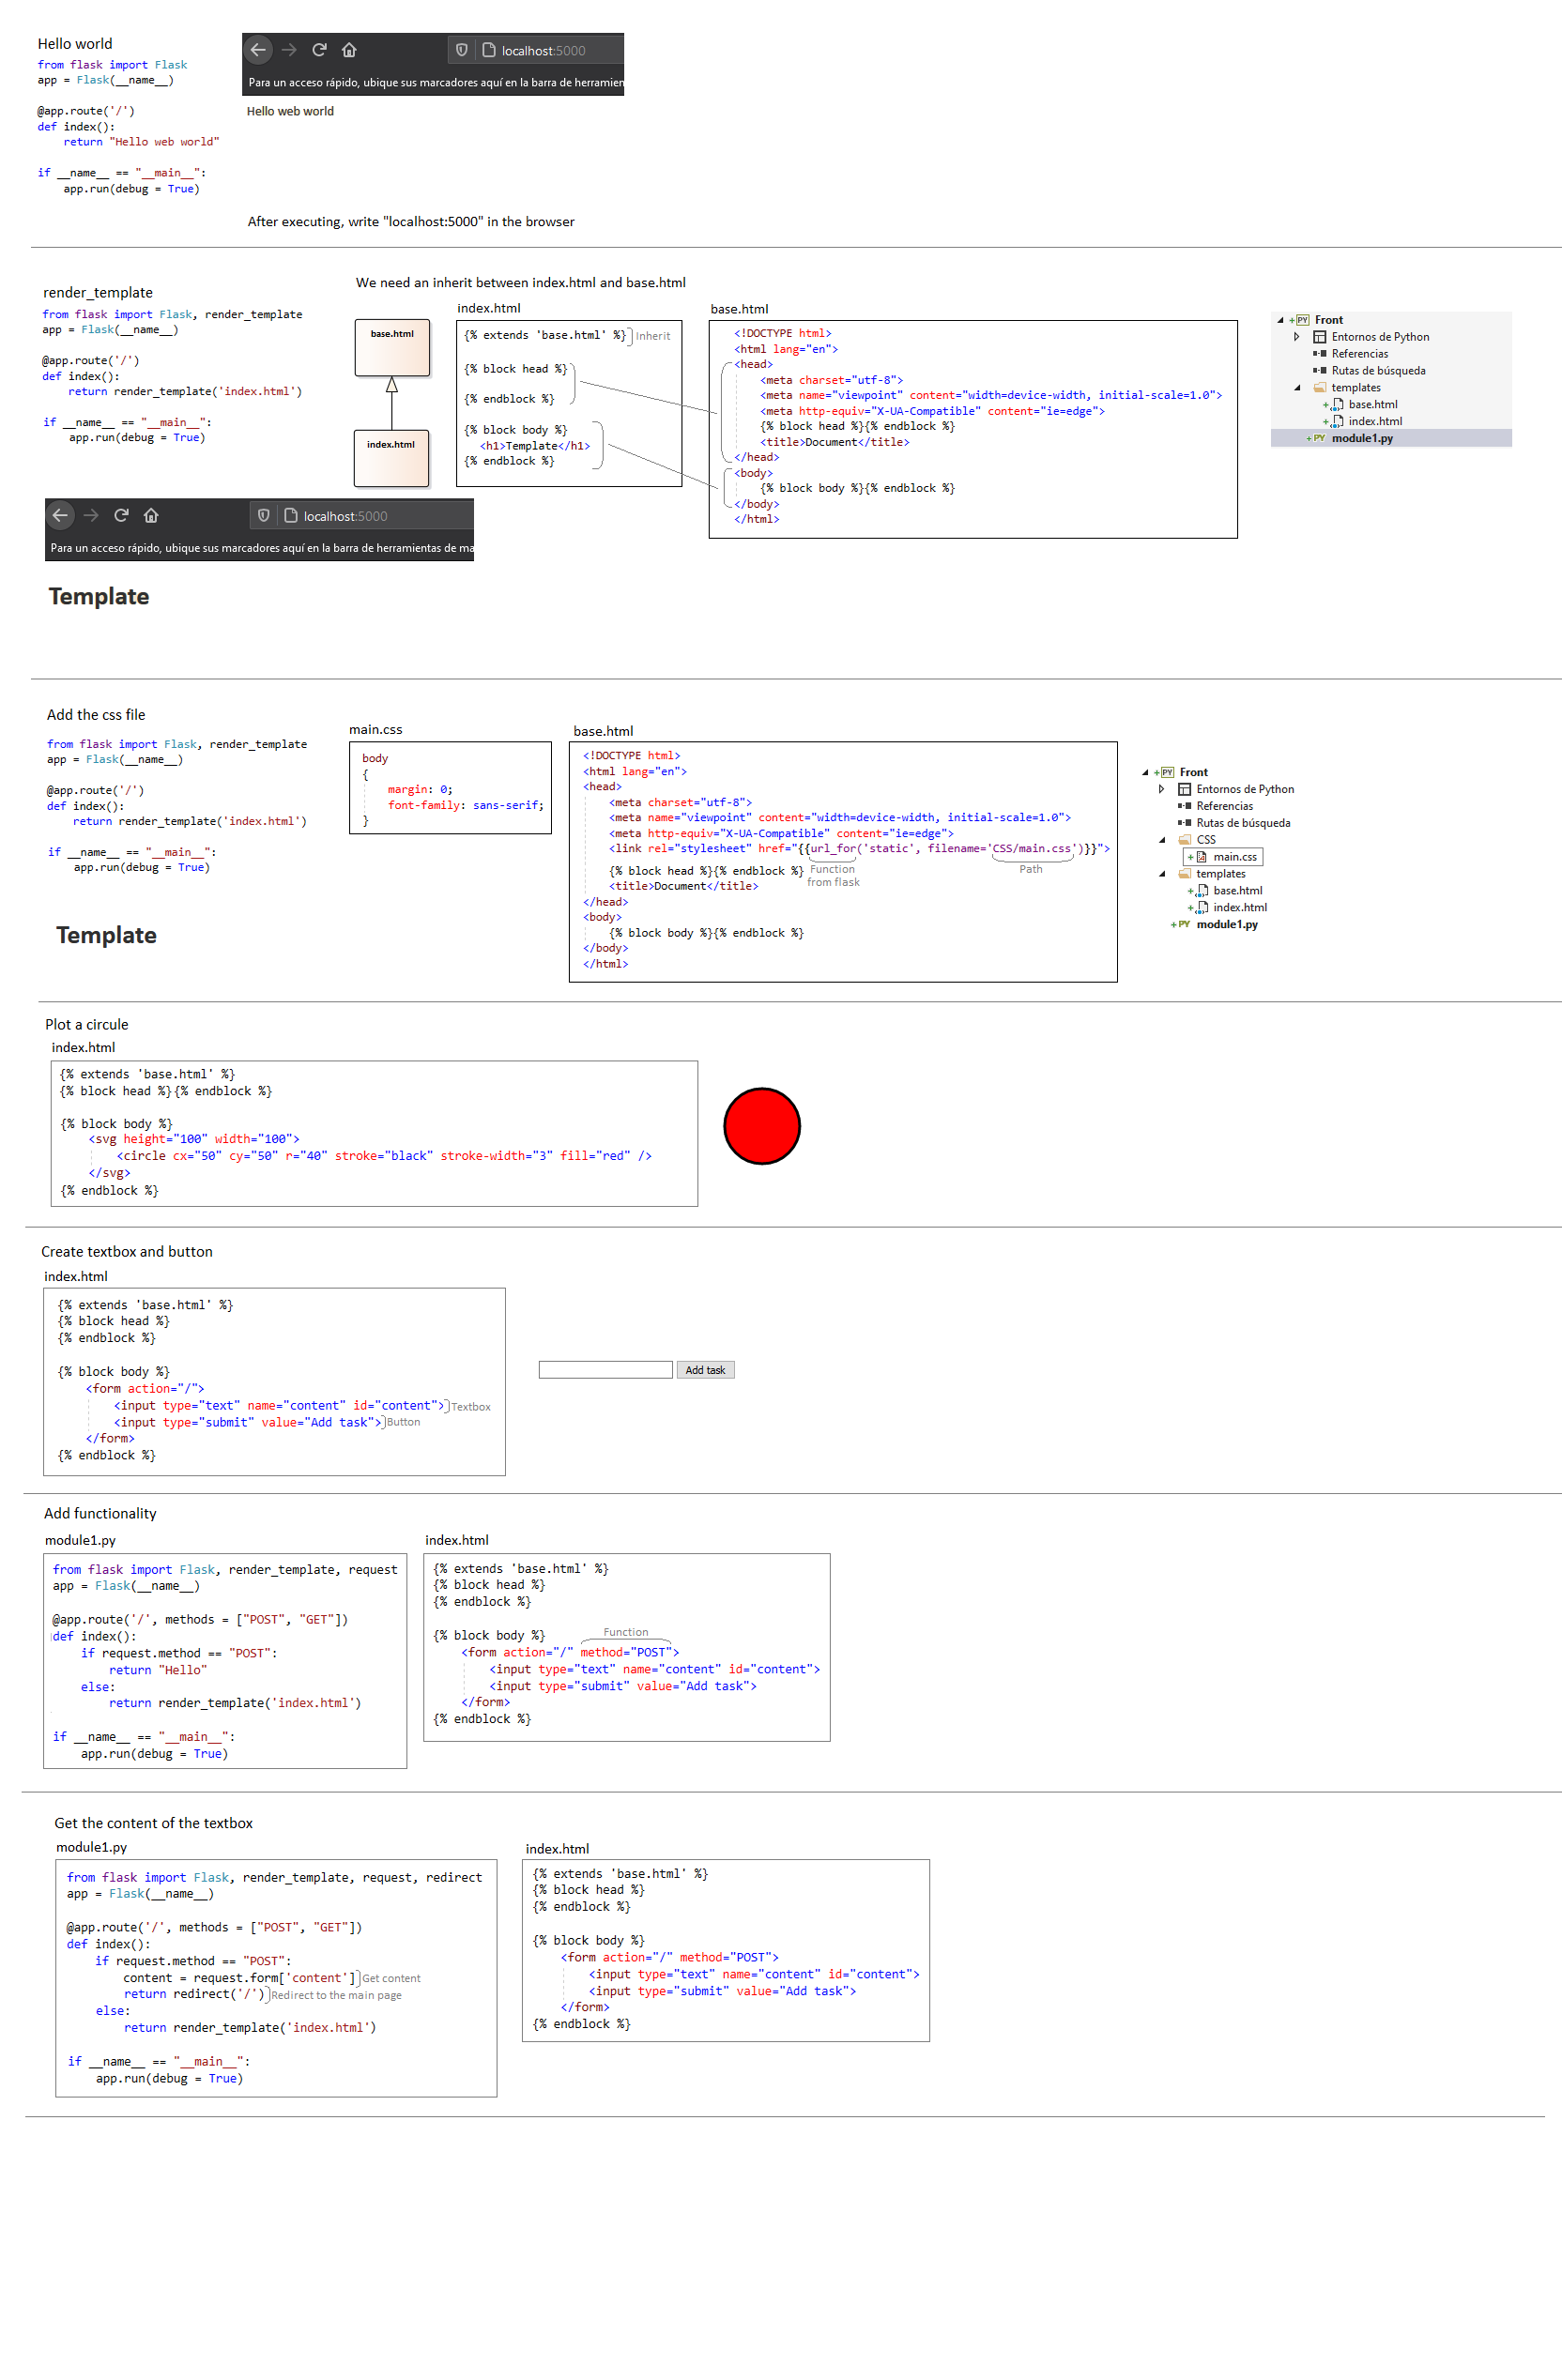 Hello world
from flask import Flask
app = Flask(__name__)
@app.route('/')
def index():
    return "Hello web world"
if __name__ == "__main__":
    app.run(debug = True)
localhost:5000
Para un acceso rápido, ubique sus marcadores aquí en la barra de herramien
Hello web world
After executing, write "localhost:5000" in the browser
render_template
from flask import Flask, render_template
app = Flask(__name__)
@app.route('/')
def index():
    return render_template('index.html')
if __name__ == "__main__":
    app.run(debug = True)
We need an inherit between index.html and base.html
base.html
index.html
index.html
{% extends 'base.html' %} Inherit
{% block head %}
{% endblock %}
{% block body %}
    <h1>Template</h1>
{% endblock %}
base.html
<!DOCTYPE html>
<html lang="en">
<head>
    <meta charset="utf-8">
    <meta name="viewpoint" content="width=device-width, initial-scale=1.0">
    <meta http-equiv="X-UA-Compatible" content="ie=edge">
    {% block head %}{% endblock %}
    <title>Document</title>
</head>
<body>
    {% block body %}{% endblock %}
</body>
</html>
Front
Entornos de Python
Referencias
Rutas de búsqueda
templates
base.html
index.html
module1.py
localhost:5000
Para un acceso rápido, ubique sus marcadores aquí en la barra de herramientas de ma
Template
Add the css file
from flask import Flask, render_template
app = Flask(__name__)
@app.route('/')
def index():
    return render_template('index.html')
if __name__ == "__main__":
    app.run(debug = True)
Template
main.css
body
{
    margin: 0;
    font-family: sans-serif;
}
base.html
<!DOCTYPE html>
<html lang="en">
<head>
    <meta charset="utf-8">
    <meta name="viewpoint" content="width=device-width, initial-scale=1.0">
    <meta http-equiv="X-UA-Compatible" content="ie=edge">
    <link rel="stylesheet" href="{{url_for('static', filename='CSS/main.css')}}">
    {% block head %}{% endblock %} Function Path
    <title>Document</title> from flask
</head>
<body>
    {% block body %}{% endblock %}
</body>
</html>
Front
Entornos de Python
Referencias
Rutas de búsqueda
CSS
main.css
templates
base.html
index.html
module1.py
Plot a circule
index.html
{% extends 'base.html' %}
{% block head %}{% endblock %}
{% block body %}
    <svg height="100" width="100">
        <circle cx="50" cy="50" r="40" stroke="black" stroke-width="3" fill="red" />
    </svg>
{% endblock %}
Create textbox and button
index.html
{% extends 'base.html' %}
{% block head %}
{% endblock %}
{% block body %}
    <form action="/">
        <input type="text" name="content" id="content"> Textbox
        <input type="submit" value="Add task"> Button
    </form>
{% endblock %}
Add task
Add functionality
module1.py
from flask import Flask, render_template, request
app = Flask(__name__)
@app.route('/', methods = ["POST", "GET"])
def index():
    if request.method == "POST":
        return "Hello"
    else:
        return render_template('index.html')
if __name__ == "__main__":
    app.run(debug = True)
index.html
{% extends 'base.html' %}
{% block head %}
{% endblock %}
{% block body %} Function
    <form action="/" method="POST">
        <input type="text" name="content" id="content">
        <input type="submit" value="Add task">
    </form>
{% endblock %}
Get the content of the textbox
module1.py
from flask import Flask, render_template, request, redirect
app = Flask(__name__)
@app.route('/', methods = ["POST", "GET"])
def index():
    if request.method == "POST":
        content = request.form['content'] Get content
        return redirect('/') Redirect to the main page
    else:
        return render_template('index.html')
if __name__ == "__main__":
    app.run(debug = True)
index.html
{% extends 'base.html' %}
{% block head %}
{% endblock %}
{% block body %}
    <form action="/" method="POST">
        <input type="text" name="content" id="content">
        <input type="submit" value="Add task">
    </form>
{% endblock %}